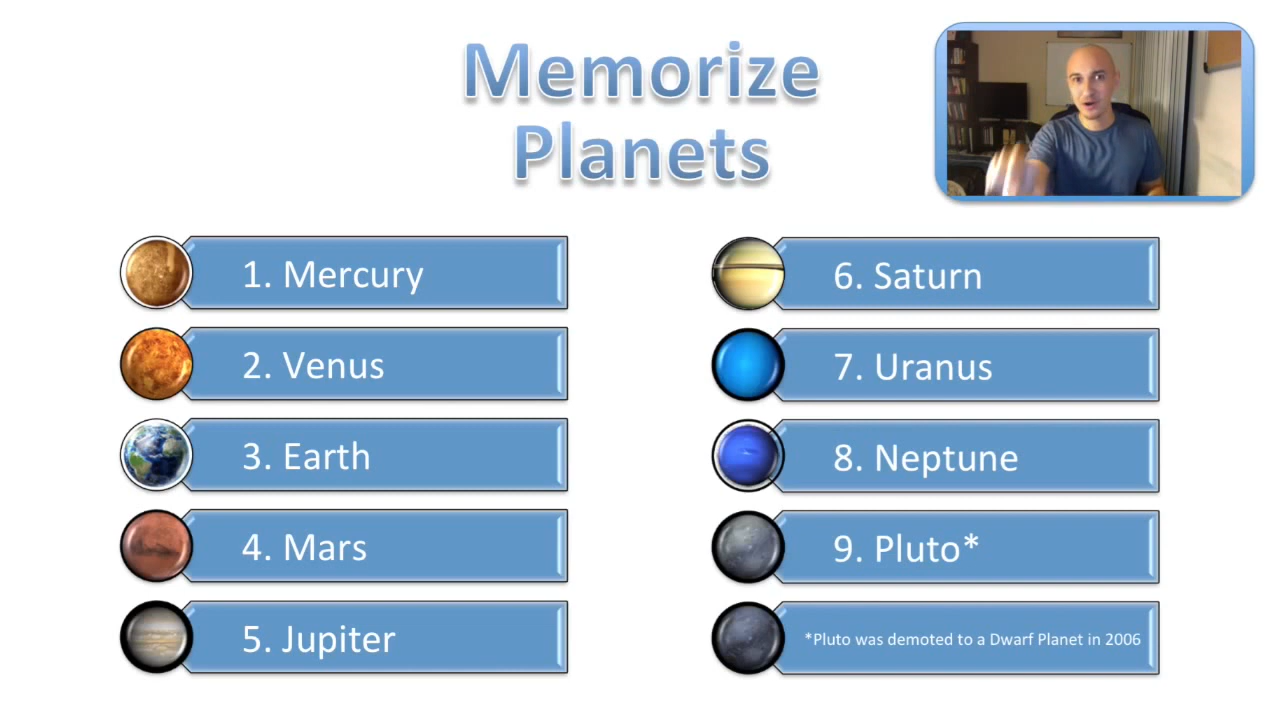 Memorize
Planets
1. Mercury
2. Venus
3. Earth
4. Mars
5. Jupiter
6. Saturn
7. Uranus
8. Neptune
9. Pluto*
*Pluto was demoted to a Dwarf Planet in 2006